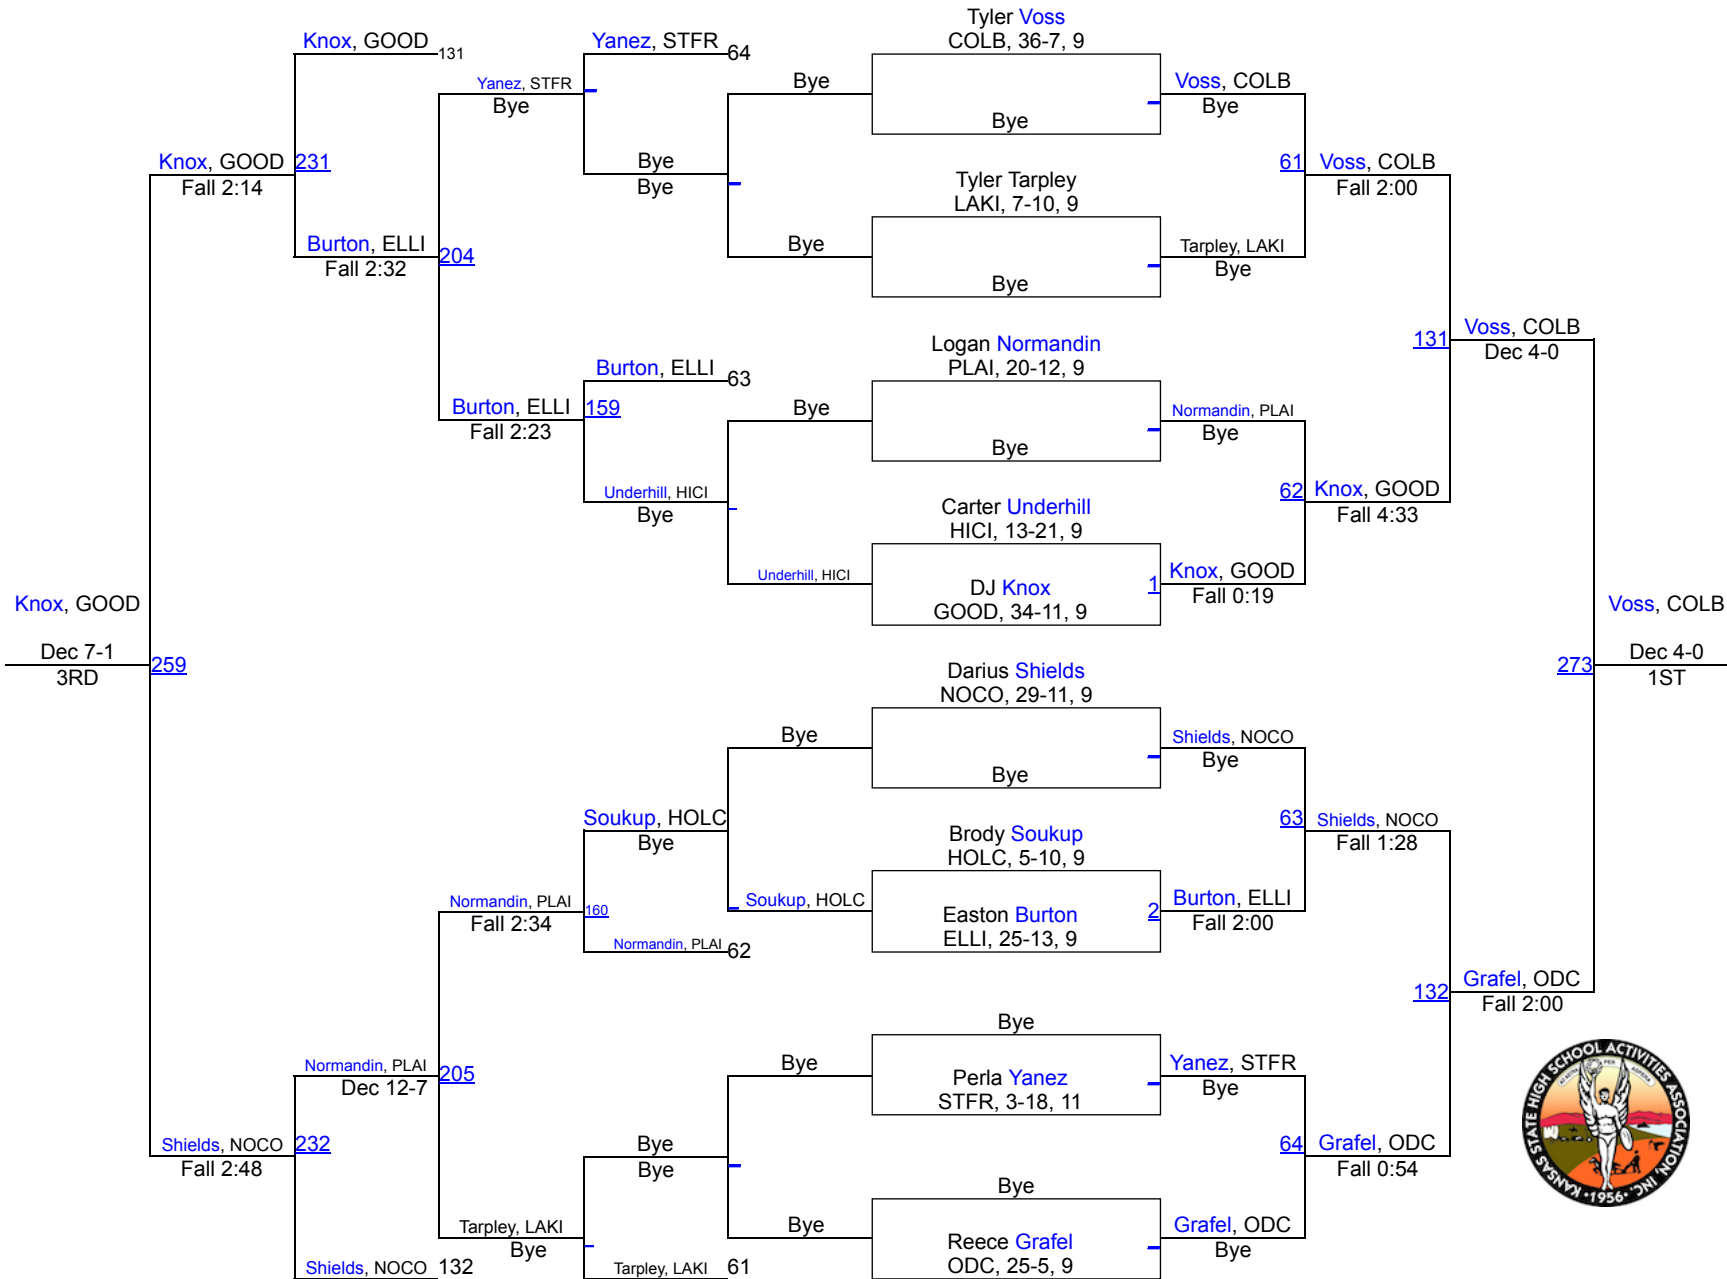 Tyler Voss
COLB, 36-7, 9
Bye
Tyler Tarpley
LAKI, 7-10, 9
Bye
Logan Normandin
PLAI, 20-12, 9
Bye
Carter Underhill
HICI, 13-21, 9
DJ Knox
GOOD, 34-11, 9
1
Darius Shields
NOCO, 29-11, 9
Bye
Brody Soukup
HOLC, 5-10, 9
Easton Burton
ELLI, 25-13, 9
2
Bye
Perla Yanez
STFR, 3-18, 11
Bye
Reece Grafel
ODC, 25-5, 9
Voss, COLB
Bye
Tarpley, LAKI
Bye
Normandin, PLAI
Bye
Knox, GOOD
Fall 0:19
Shields, NOCO
Bye
Burton, ELLI
Fall 2:00
Yanez, STFR
Bye
Grafel, ODC
Bye
61
Voss, COLB
Fall 2:00
62
Knox, GOOD
Fall 4:33
63
Shields, NOCO
Fall 1:28
64
Grafel, ODC
Fall 0:54
131
Voss, COLB
Dec 4-0
132
Grafel, ODC
Fall 2:00
273
Voss, COLB
Dec 4-0
1ST
Bye
Bye
Bye
Underhill, HICI
Bye
Soukup, HOLC
Bye
Bye
Yanez, STFR
64
Bye
Bye
Burton, ELLI
63
Underhill, HICI
Bye
Soukup, HOLC
Bye
Normandin, PLAI
62
Bye
Bye
Tarpley, LAKI
61
Yanez, STFR
Bye
Burton, ELLI
159
Fall 2:23
Normandin, PLAI
160
Fall 2:34
Tarpley, LAKI
Bye
Knox, GOOD
131
Burton, ELLI
204
Fall 2:32
Normandin, PLAI
205
Dec 12-7
Shields, NOCO
132
Knox, GOOD
231
Fall 2:14
Shields, NOCO
232
Fall 2:48
Knox, GOOD
Dec 7-1
259
3RD
KANSAS STATE HIGH SCHOOL ACTIVITIES ASSOCIATION, INC.
•1956•